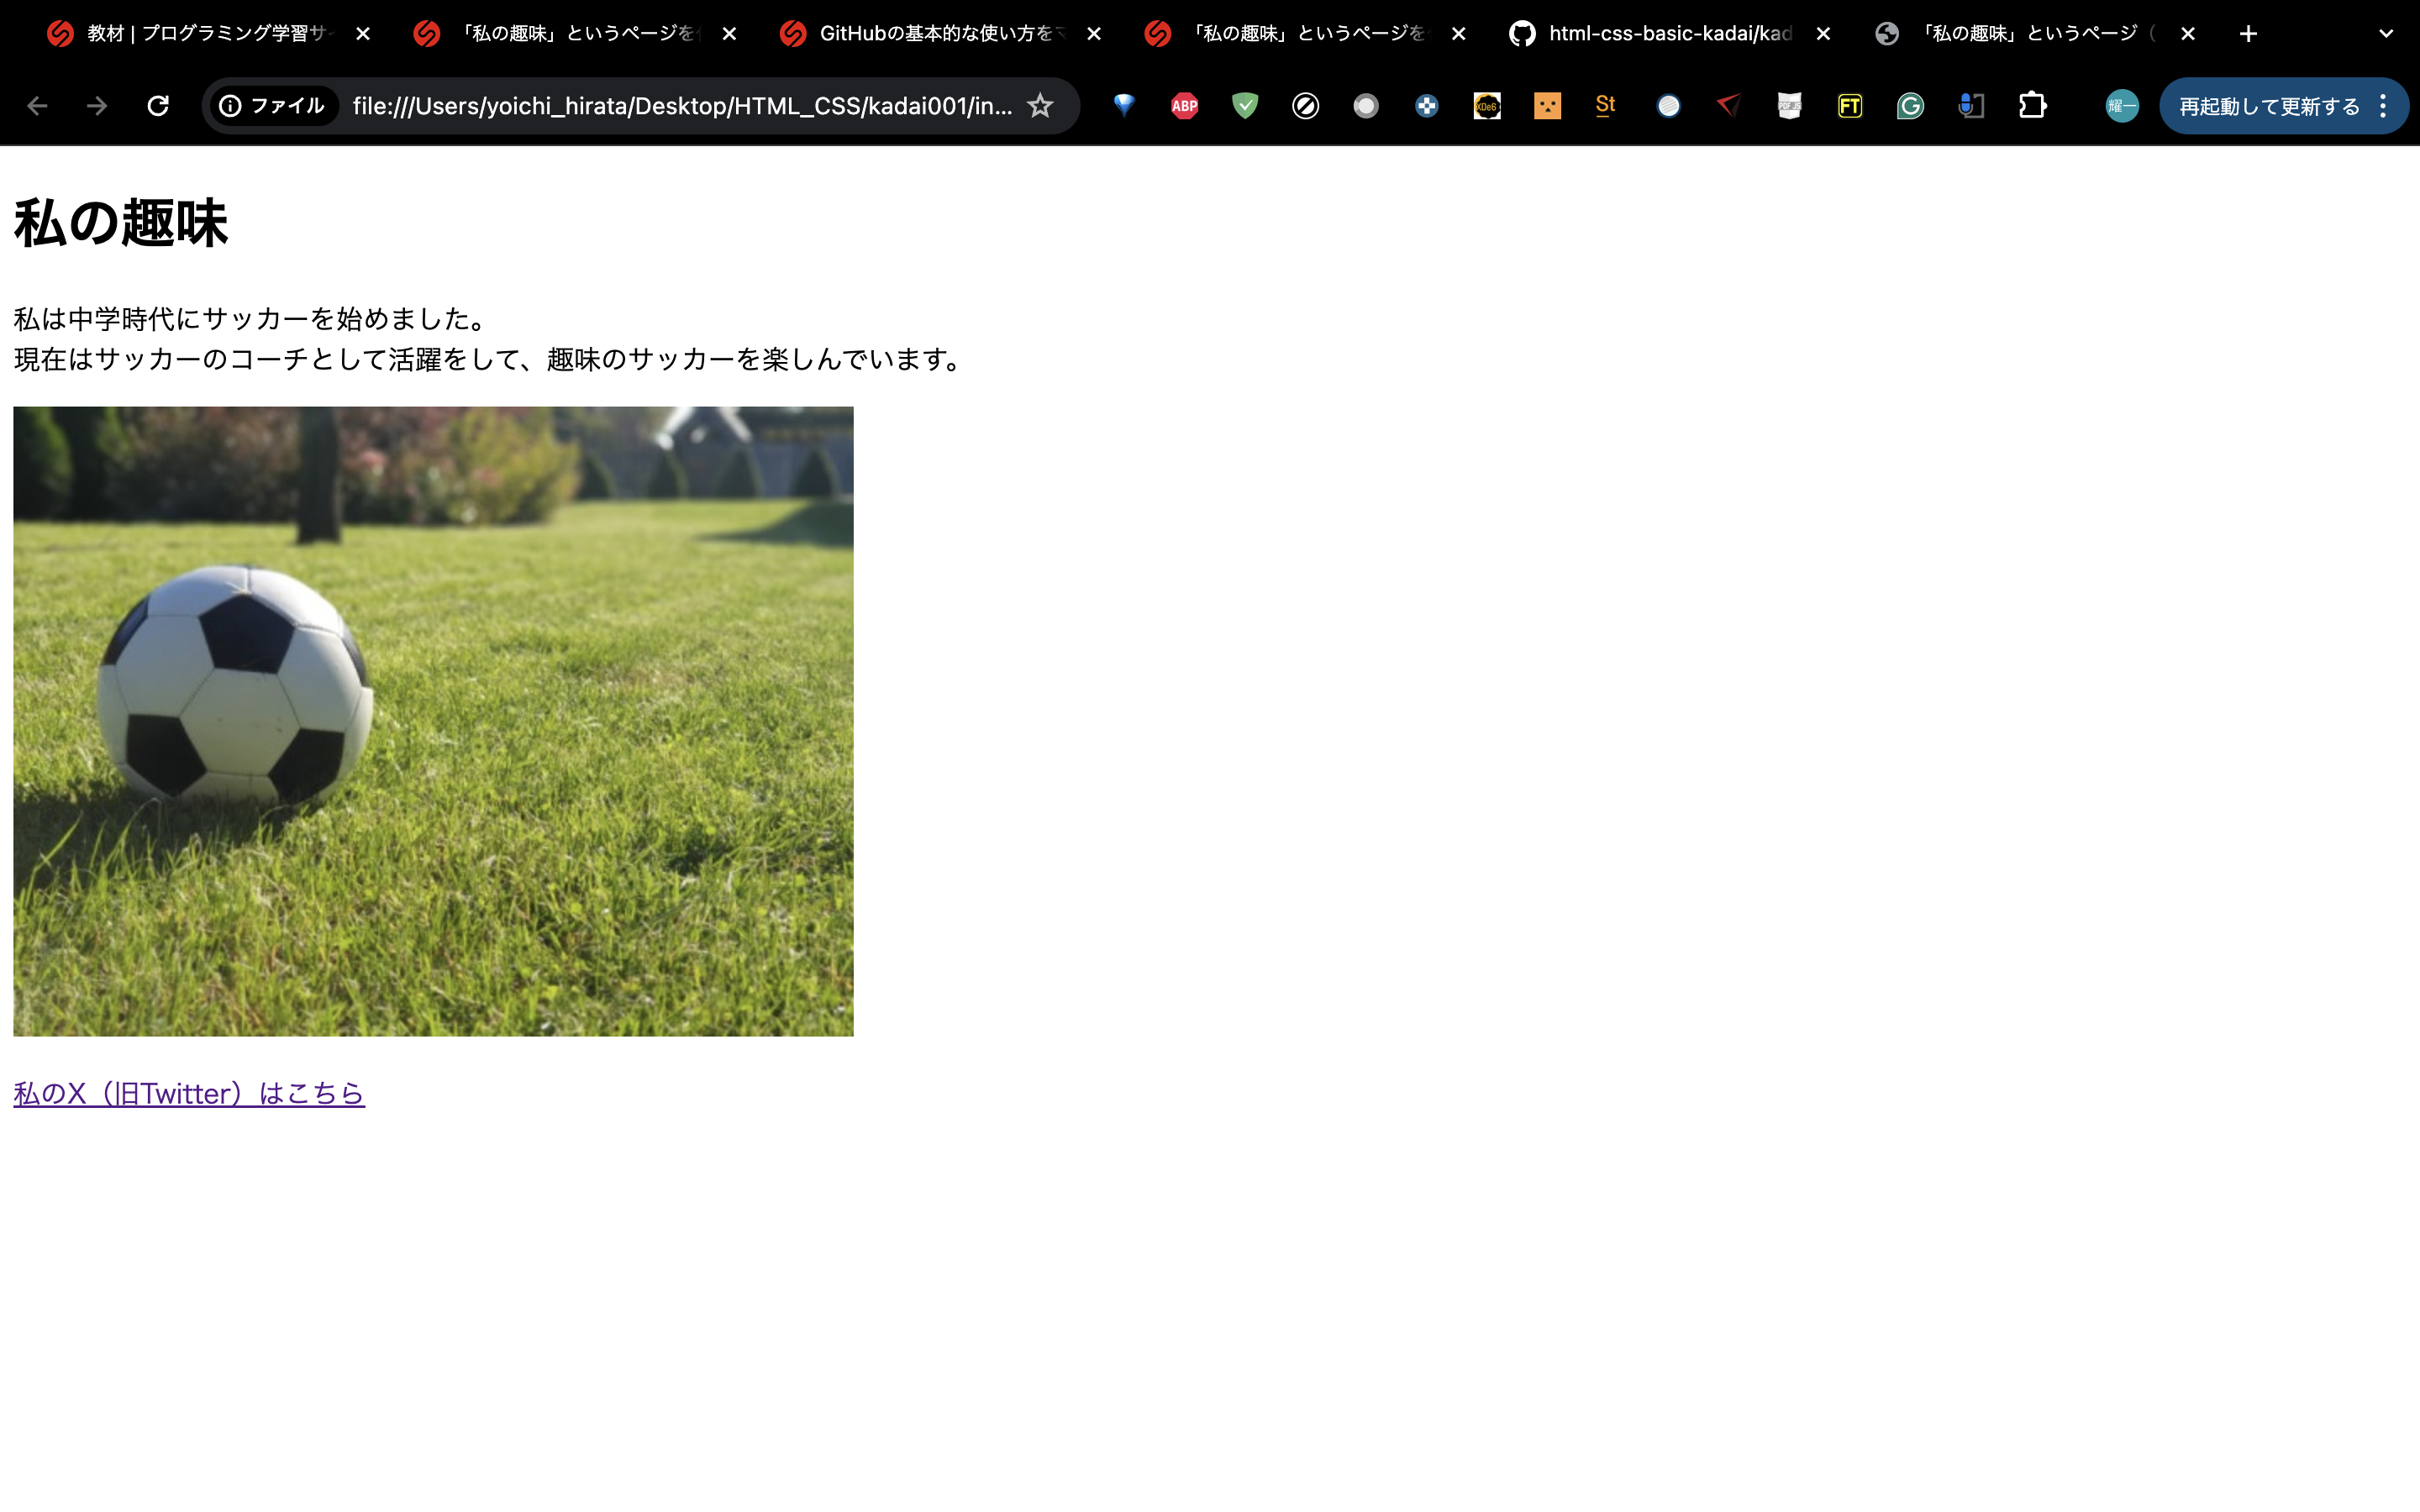 教材 | プログラミング学習サイ
「私の趣味」というページを
GitHubの基本的な使い方をマ
「私の趣味」というページを
html-css-basic-kadai/kad
「私の趣味」というページ（
ファイル
file:///Users/yoichi_hirata/Desktop/HTML_CSS/kadai001/in...
ABP
XDe6
St
PDF JS
FT
G
耀一
再起動して更新する
私の趣味
私は中学時代にサッカーを始めました。
現在はサッカーのコーチとして活躍をして、趣味のサッカーを楽しんでいます。
私のX（旧Twitter）はこちら